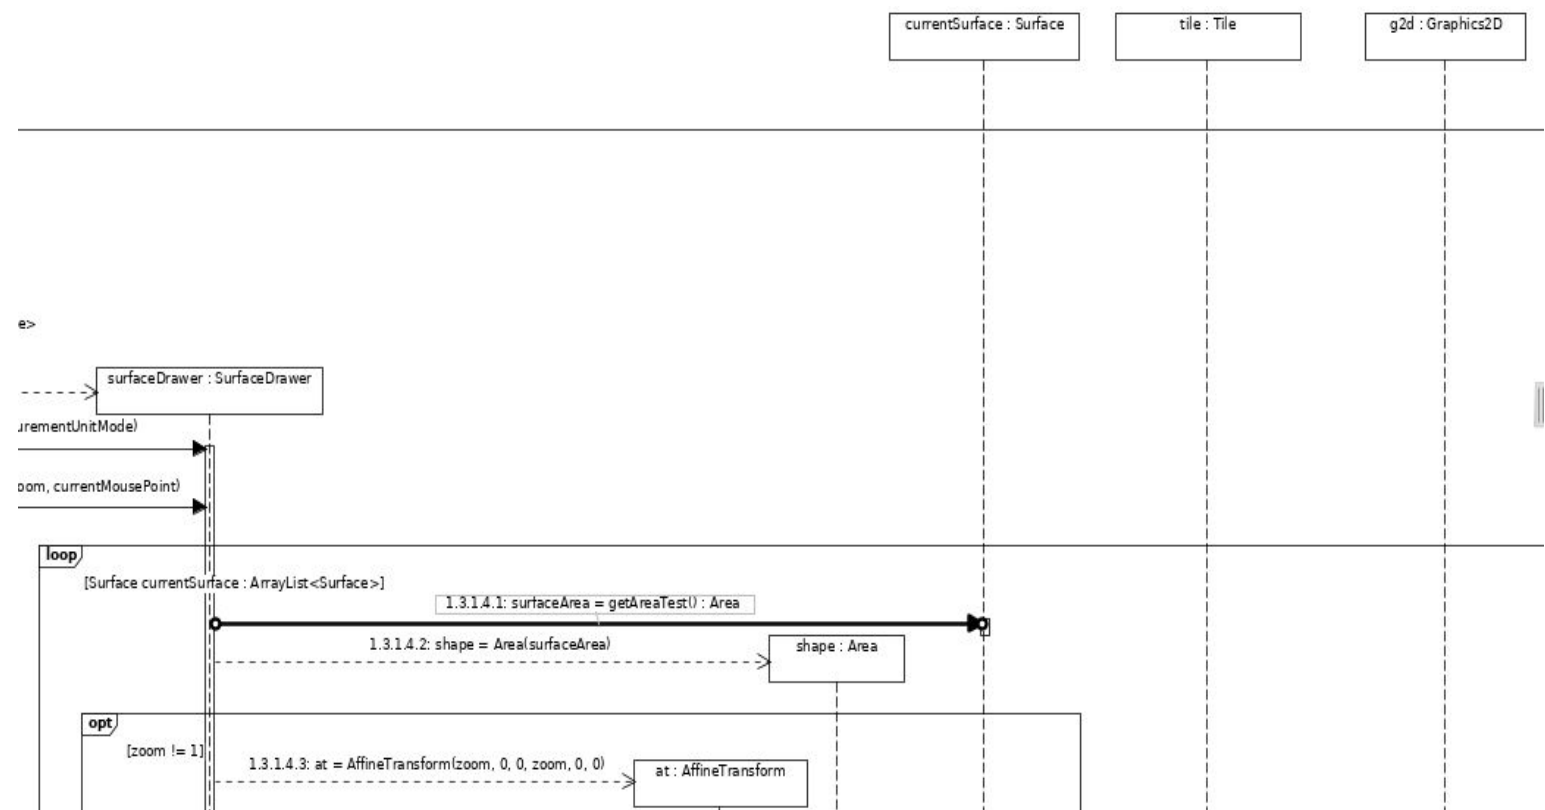 currentSurface : Surface
tile : Tile
g2d : Graphics2D
e>
surfaceDrawer : SurfaceDrawer
urementUnitMode)
oom, currentMousePoint)
loop
[Surface currentSurface : ArrayList<Surface>]
1.3.1.4.1: surfaceArea = getAreaTest() : Area
1.3.1.4.2: shape = Area(surfaceArea)
shape : Area
opt
[zoom != 1]
1.3.1.4.3: at = AffineTransform(zoom, 0, 0, zoom, 0, 0)
at : AffineTransform